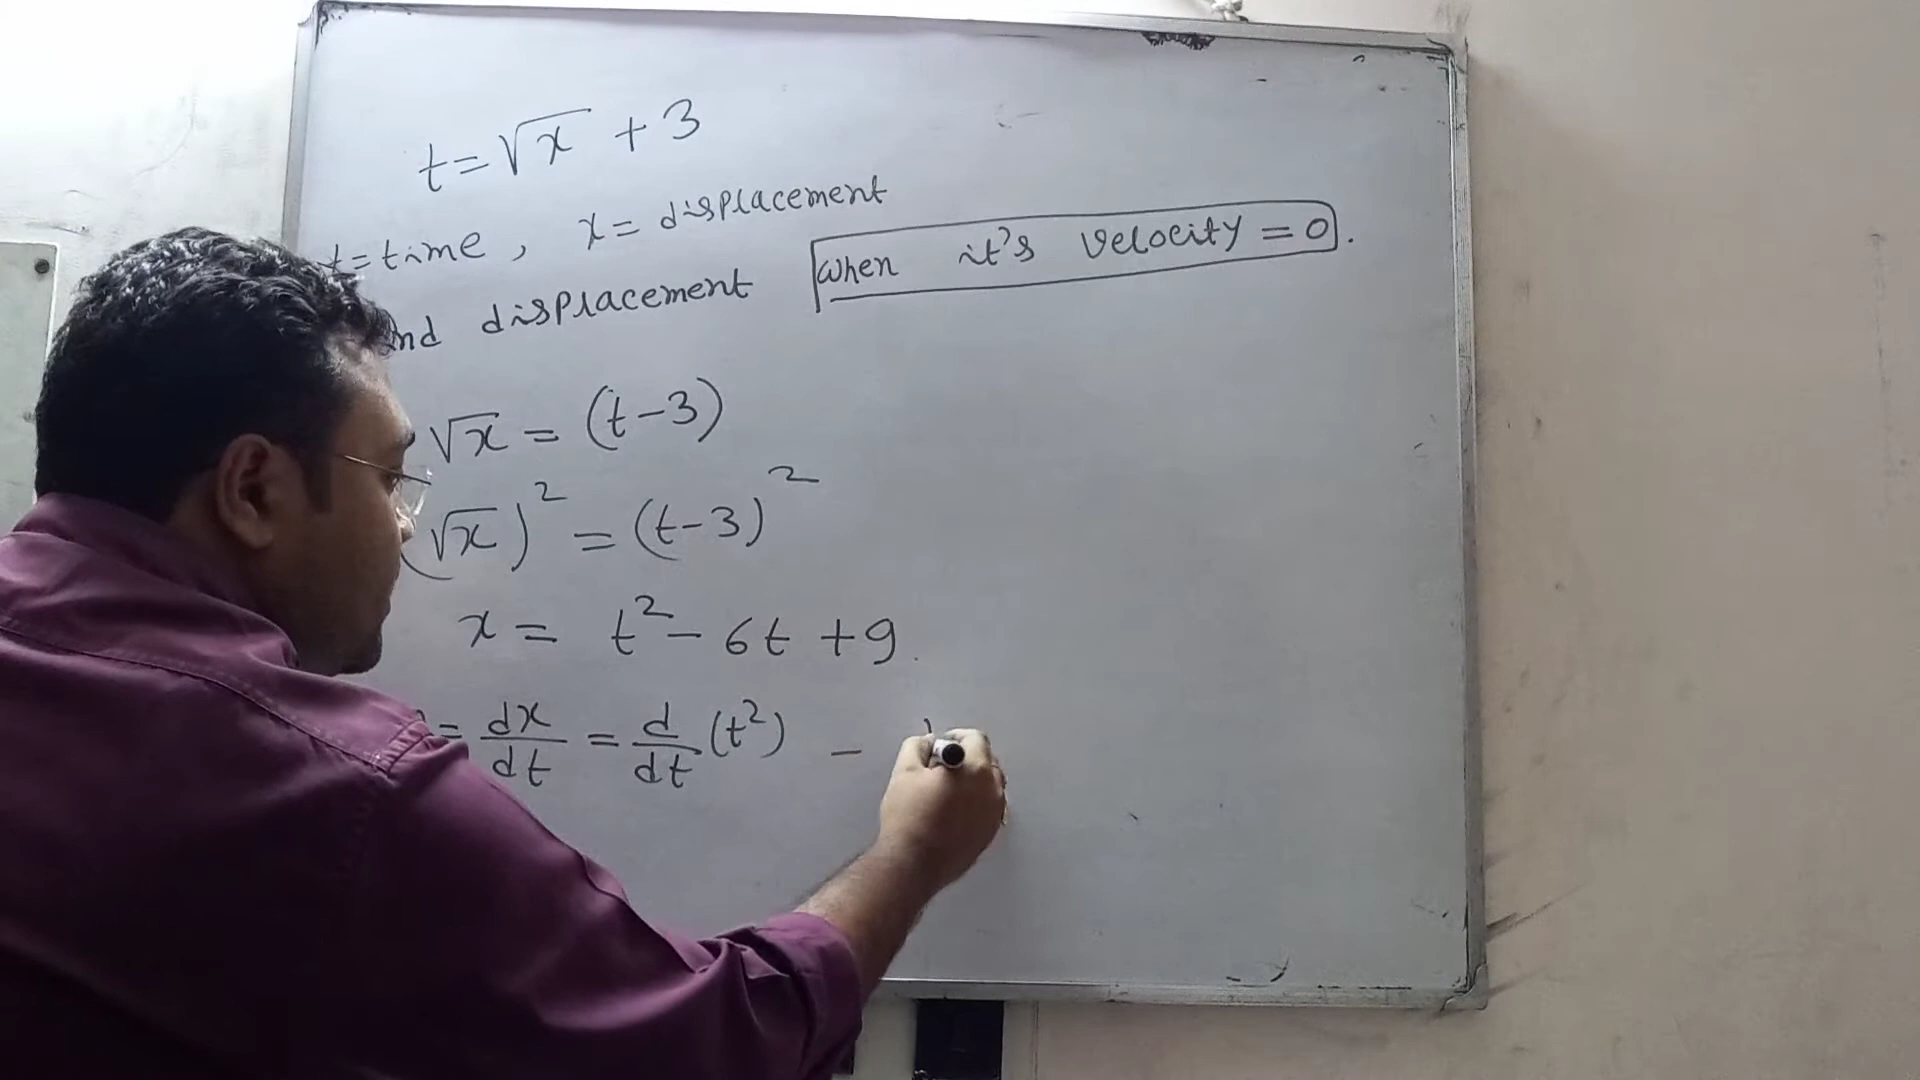 t=√x + 3
t=time, x= displacement
nd displacement when it's velocity =0.
√x = (t-3)
(√x)² = (t-3)²
x = t² - 6t +9.
= dx/dt = d/dt (t²) -